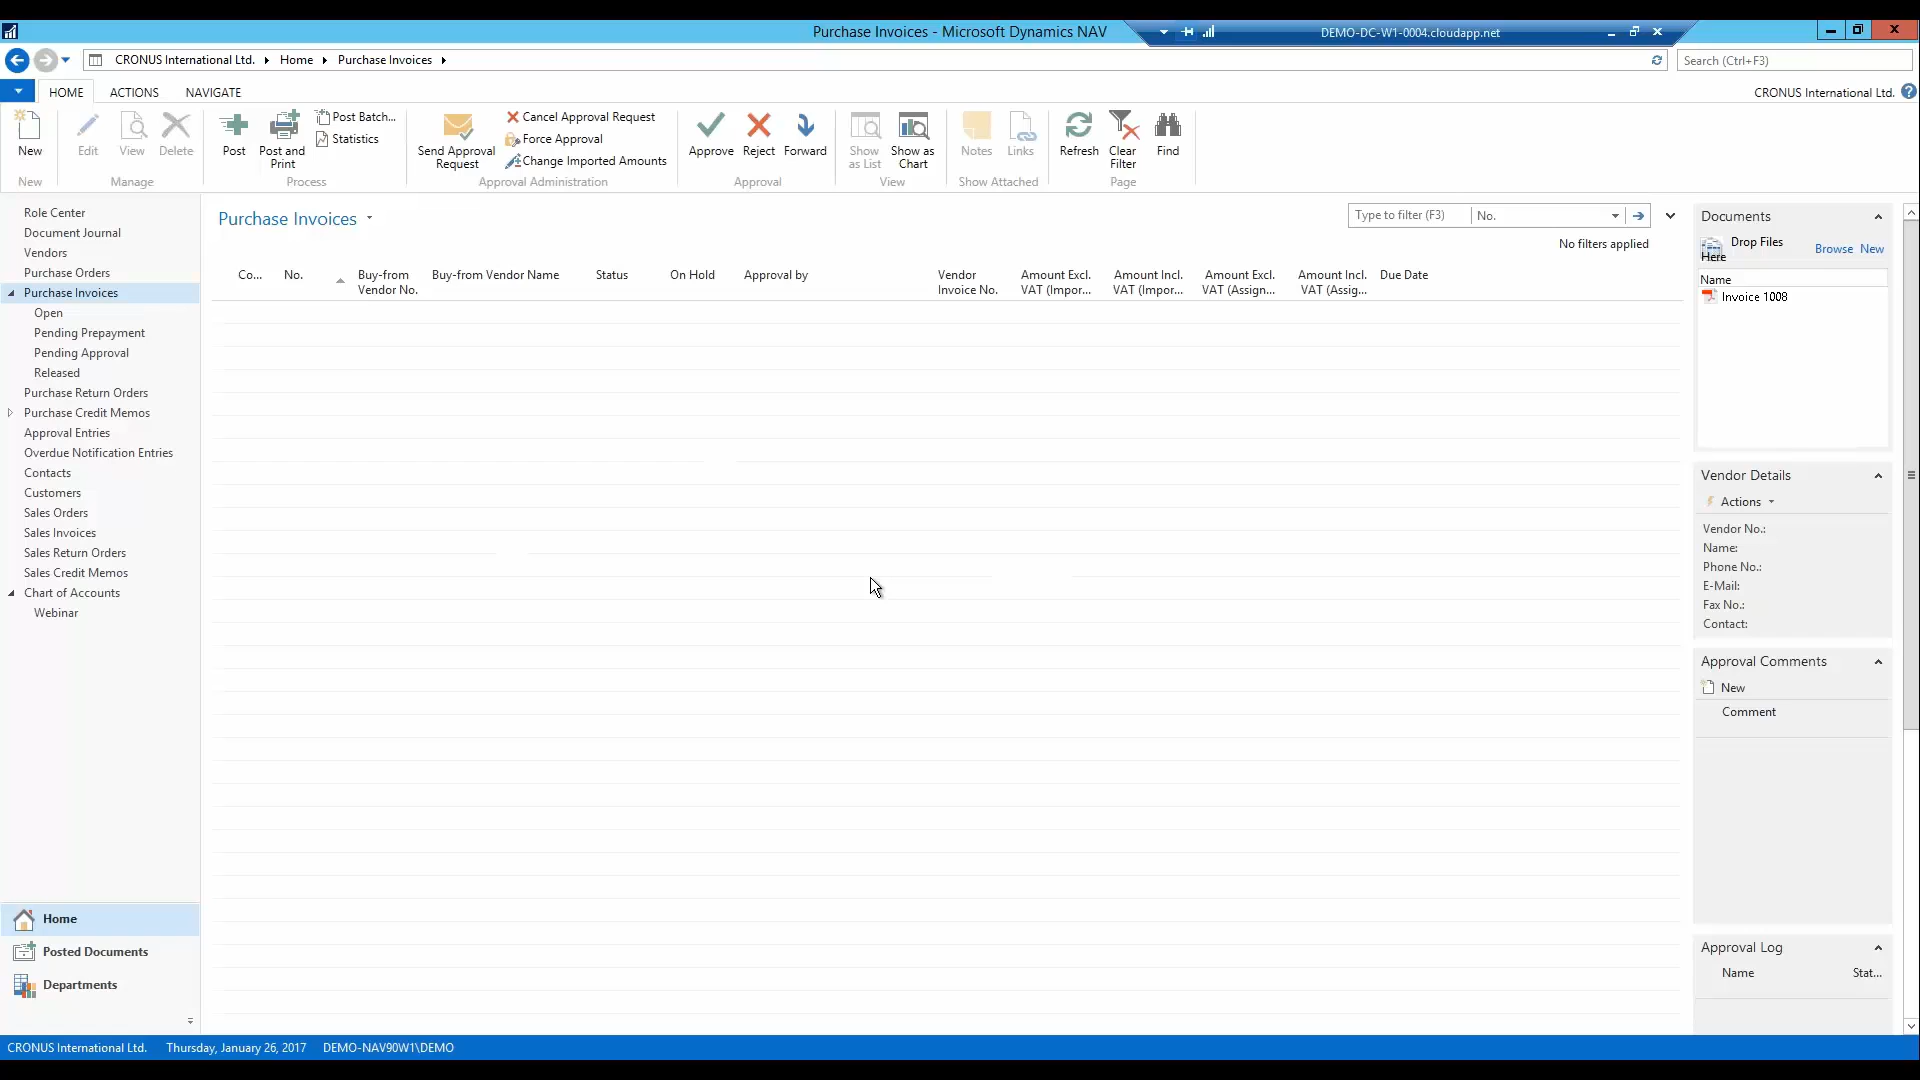 Purchase Invoices - Microsoft Dynamics NAV
DEMO-DC-W1-0004.cloudapp.net
CRONUS International Ltd.
Home
Purchase Invoices
Search (Ctrl+F3)
HOME
ACTIONS
NAVIGATE
CRONUS International Ltd.
New
Edit
View
Delete
Post
Post and
Print
Post Batch...
Statistics
Send Approval
Request
Cancel Approval Request
Force Approval
Change Imported Amounts
Approve
Reject
Forward
Show
as List
Show as
Chart
Notes
Links
Refresh
Clear
Filter
Find
New
Manage
Process
Approval Administration
Approval
View
Show Attached
Page
Role Center
Document Journal
Vendors
Purchase Orders
Purchase Invoices
Open
Pending Prepayment
Pending Approval
Released
Purchase Return Orders
Purchase Credit Memos
Approval Entries
Overdue Notification Entries
Contacts
Customers
Sales Orders
Sales Invoices
Sales Return Orders
Sales Credit Memos
Chart of Accounts
Webinar
Home
Posted Documents
Departments
Purchase Invoices
Type to filter (F3)
No.
No filters applied
Co...
No.
Buy-from
Vendor No.
Buy-from Vendor Name
Status
On Hold
Approval by
Vendor
Invoice No.
Amount Excl.
VAT (Impor...
Amount Incl.
VAT (Impor...
Amount Excl.
VAT (Assign...
Amount Incl.
VAT (Assig...
Due Date
Documents
Drop Files
Here
Browse
New
Name
Invoice 1008
Vendor Details
Actions
Vendor No.:
Name:
Phone No.:
E-Mail:
Fax No.:
Contact:
Approval Comments
New
Comment
Approval Log
Name
Stat...
CRONUS International Ltd.
Thursday, January 26, 2017
DEMO-NAV90W1\DEMO